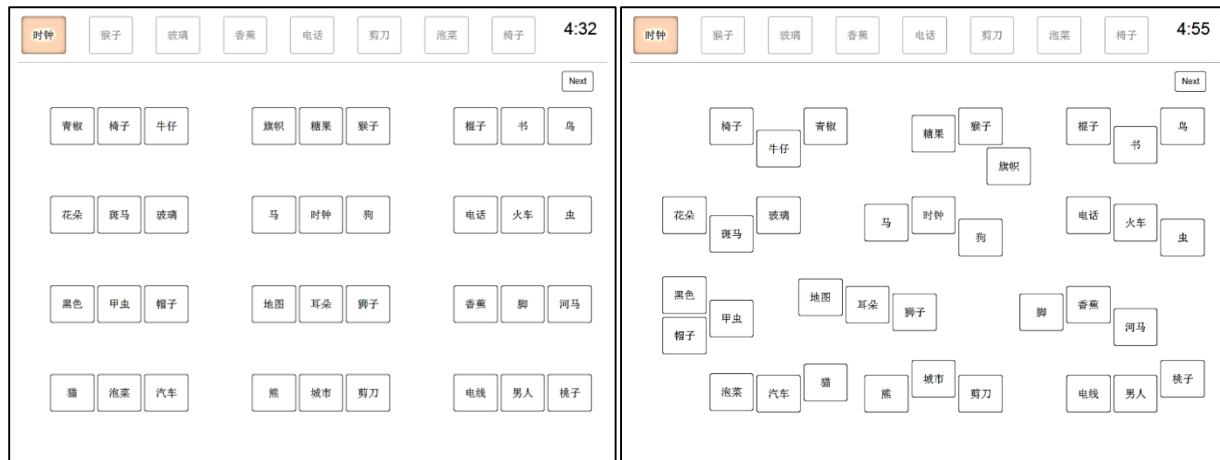 时钟 猴子 玻璃 香蕉 电话 剪刀 泡菜 椅子 4:32
Next
青椒 椅子 牛仔 旗帜 糖果 猴子 棍子 书 鸟
花朵 斑马 玻璃 马 时钟 狗 电话 火车 虫
黑色 甲虫 帽子 地图 耳朵 狮子 香蕉 脚 河马
猫 泡菜 汽车 熊 城市 剪刀 电线 男人 桃子
时钟 猴子 玻璃 香蕉 电话 剪刀 泡菜 椅子 4:55
Next
椅子 牛仔 青椒 糖果 猴子 旗帜 棍子 书 鸟
花朵 斑马 玻璃 马 时钟 狗 电话 火车 虫
黑色 帽子 甲虫 地图 耳朵 狮子 脚 香蕉 河马
泡菜 汽车 猫 熊 城市 剪刀 电线 男人 桃子